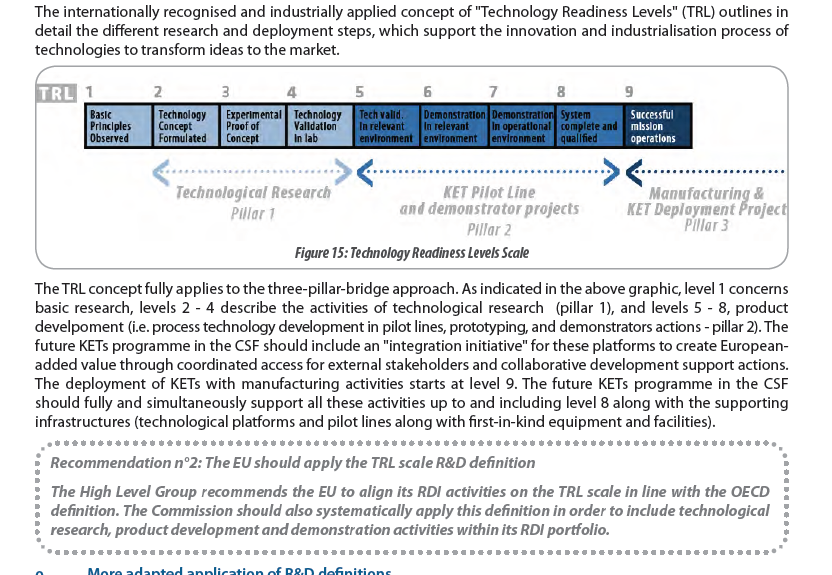 The internationally recognised and industrially applied concept of "Technology Readiness Levels" (TRL) outlines in
detail the different research and deployment steps, which support the innovation and industrialisation process of
technologies to transform ideas to the market.
TRL 1 2 3 4 5 6 7 8 9
Basic Principles Observed
Technology Concept Formulated
Experimental Proof of Concept
Technology Validation In lab
Tech valid. In relevant environment
Demonstration In relevant environment
Demonstration In operational environment
System complete and qualified
Successful mission operations
Technological Research
Pillar 1
KET Pilot Line
and demonstrator projects
Pillar 2
Manufacturing &
KET Deployment Project
Pillar 3
Figure 15: Technology Readiness Levels Scale
The TRL concept fully applies to the three-pillar-bridge approach. As indicated in the above graphic, level 1 concerns
basic research, levels 2 - 4 describe the activities of technological research (pillar 1), and levels 5 - 8, product
develpoment (i.e. process technology development in pilot lines, prototyping, and demonstrators actions - pillar 2). The
future KETs programme in the CSF should include an "integration initiative" for these platforms to create European-
added value through coordinated access for external stakeholders and collaborative development support actions.
The deployment of KETs with manufacturing activities starts at level 9. The future KETs programme in the CSF
should fully and simultaneously support all these activities up to and including level 8 along with the supporting
infrastructures (technological platforms and pilot lines along with first-in-kind equipment and facilities).
Recommendation n°2: The EU should apply the TRL scale R&D definition
The High Level Group recommends the EU to align its RDI activities on the TRL scale in line with the OECD
definition. The Commission should also systematically apply this definition in order to include technological
research, product development and demonstration activities within its RDI portfolio.
More adapted application of R&D definitions